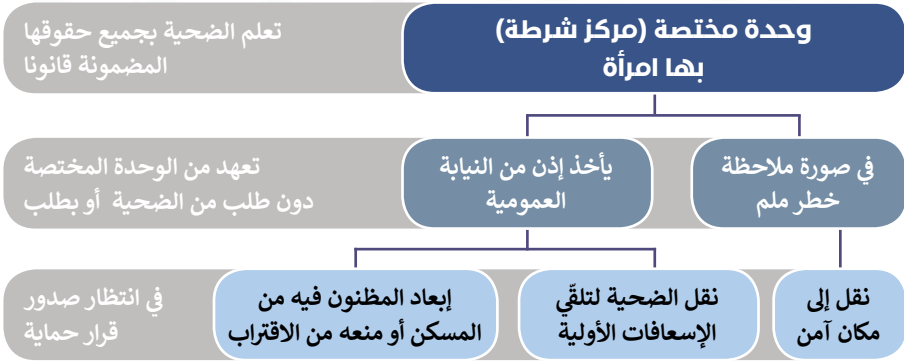 وحدة مختصة (مركز شرطة)
بها امرأة
تعلم الضحية بجميع حقوقها
المضمونة قانونا
في صورة ملاحظة
خطر ملم
يأخذ إذن من النيابة
العمومية
تعهد من الوحدة المختصة
دون طلب من الضحية أو بطلب
نقل إلى
مكان آمن
نقل الضحية لتلقّي
الإسعافات الأولية
إبعاد المظنون فيه من
المسكن أو منعه من الاقتراب
في انتظار صدور
قرار حماية